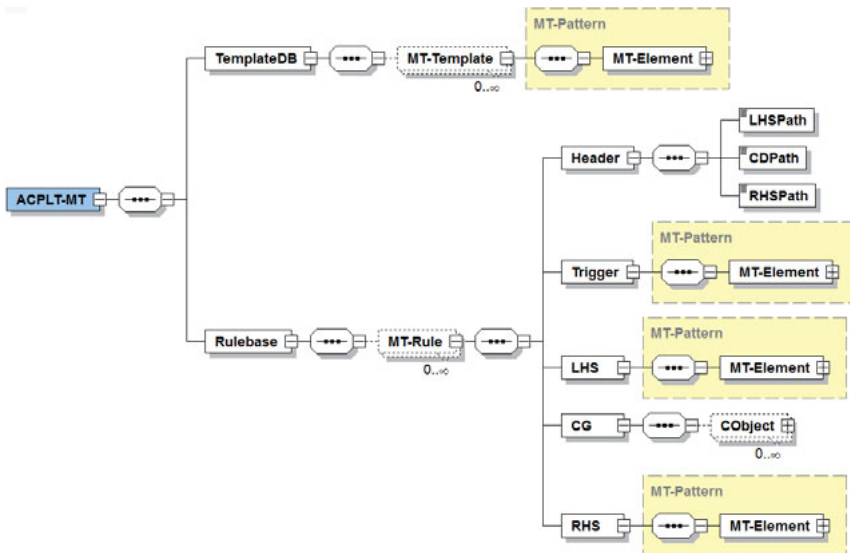 MT-Pattern
TemplateDB
MT-Template
MT-Element
0..∞
LHSPath
Header
CDPath
ACPLT-MT
RHSPath
MT-Pattern
Trigger
MT-Element
MT-Pattern
Rulebase
MT-Rule
0..∞
LHS
MT-Element
CG
CObject
0..∞
MT-Pattern
RHS
MT-Element